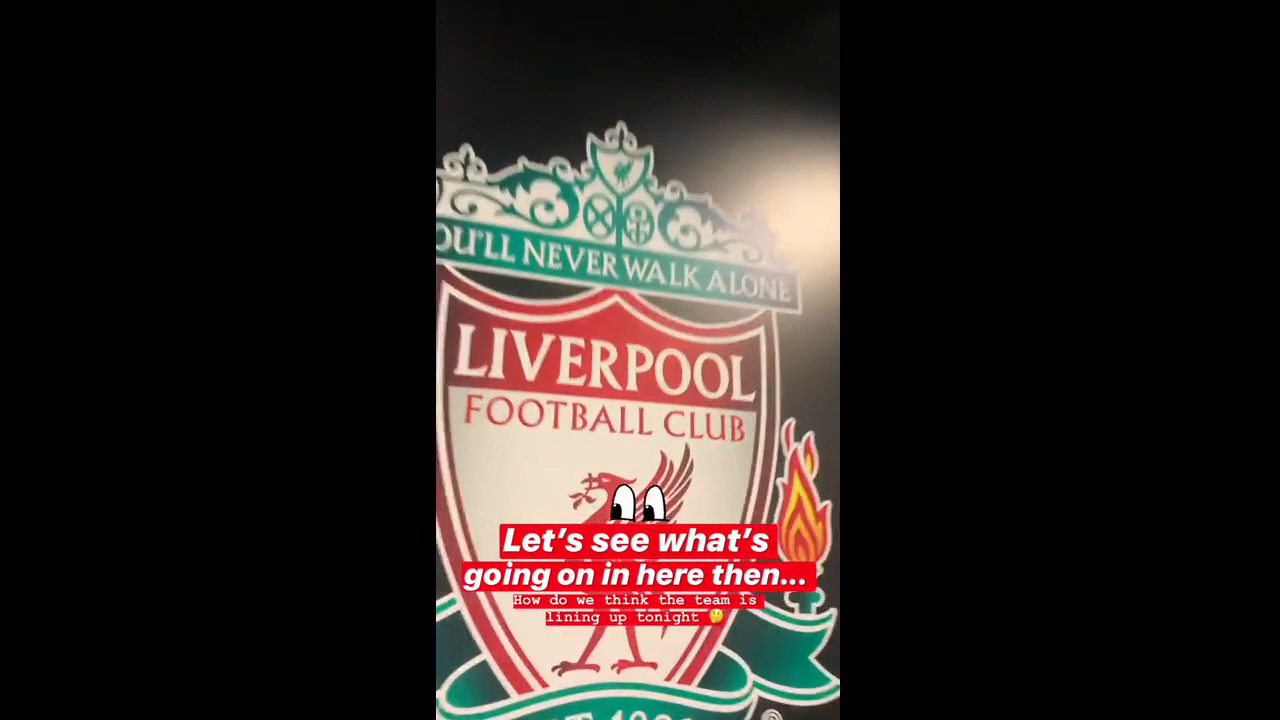 OU'LL NEVER WALK ALONE
LIVERPOOL
FOOTBALL CLUB
Let's see what's
going on in here then...
How do we think the team is
lining up tonight 🤔